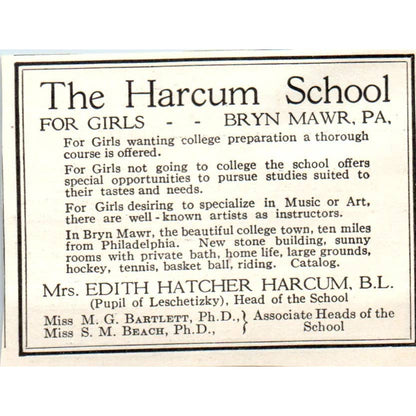 The Harcum School
FOR GIRLS - - BRYN MAWR, PA,
For Girls wanting college preparation a thorough
course is offered.
For Girls not going to college the school offers
special opportunities to pursue studies suited to
their tastes and needs.
For Girls desiring to specialize in Music or Art,
there are well-known artists as instructors.
In Bryn Mawr, the beautiful college town, ten miles
from Philadelphia. New stone building, sunny
rooms with private bath, home life, large grounds,
hockey, tennis, basket ball, riding. Catalog.
Mrs. EDITH HATCHER HARCUM, B.L.
(Pupil of Leschetizky), Head of the School
Miss M. G. BARTLETT, Ph.D., } Associate Heads of the
Miss S. M. BEACH, Ph.D., School